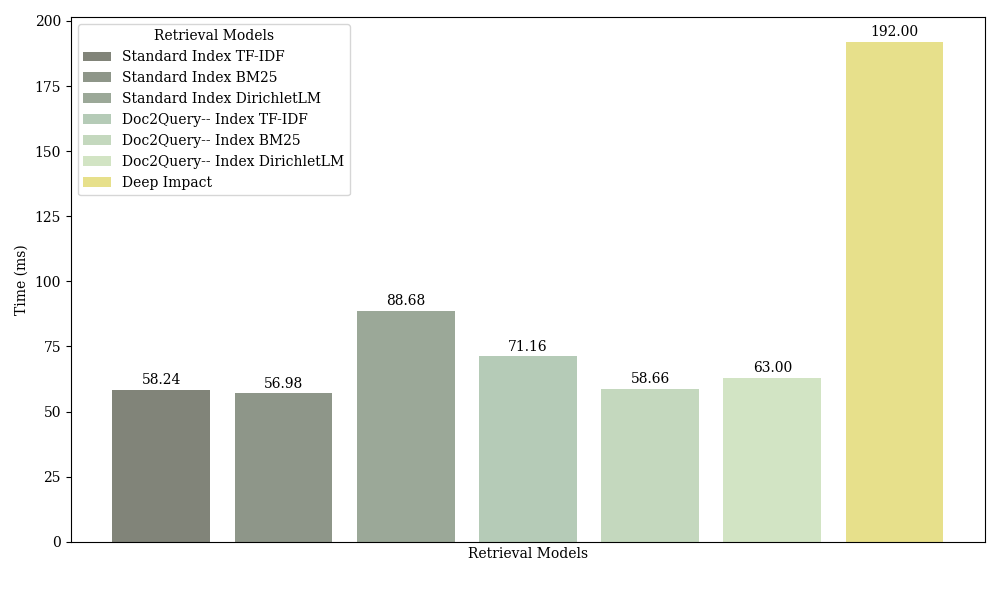 Retrieval Models
Standard Index TF-IDF
Standard Index BM25
Standard Index DirichletLM
Doc2Query-- Index TF-IDF
Doc2Query-- Index BM25
Doc2Query-- Index DirichletLM
Deep Impact
200
175
150
125
100
75
50
25
0
Time (ms)
58.24
56.98
88.68
71.16
58.66
63.00
192.00
Retrieval Models